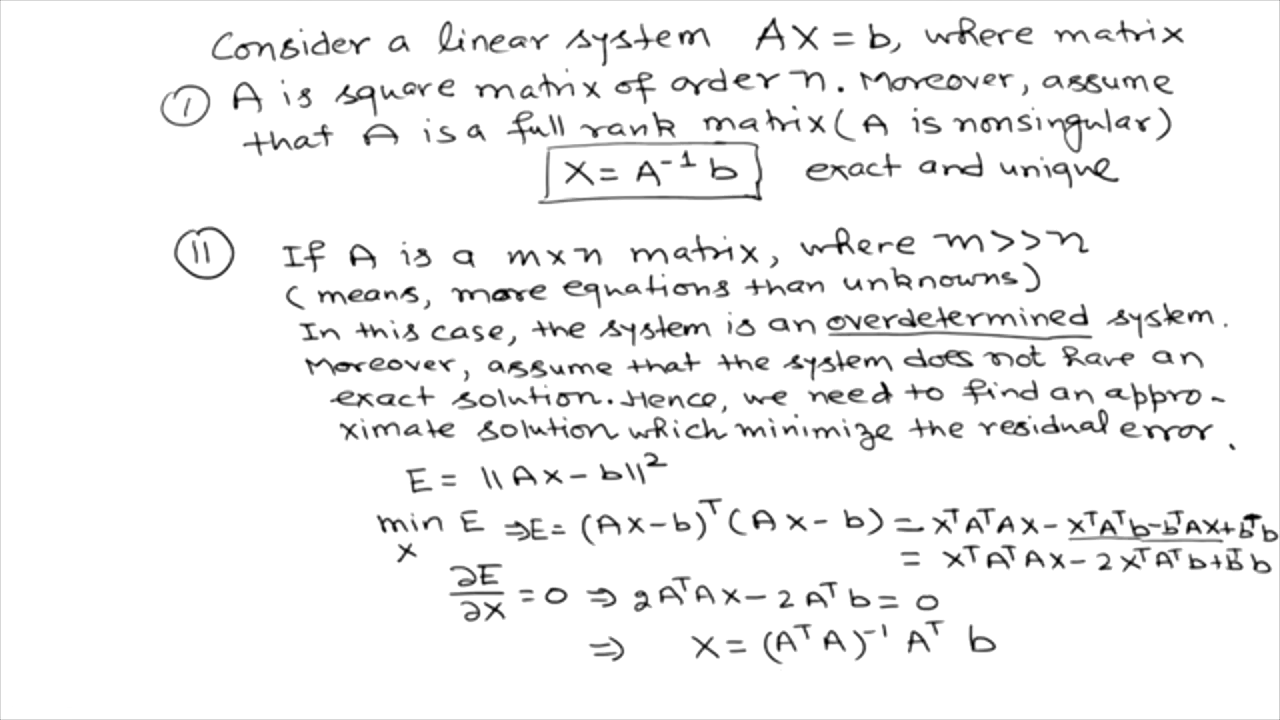 Consider a linear system AX = b, where matrix
(I) A is square matrix of order n. Moreover, assume
that A is a full rank matrix (A is nonsingular)
X = A⁻¹ b exact and unique
(II) If A is a m x n matrix, where m >> n
(means, more equations than unknowns)
In this case, the system is an overdetermined system.
Moreover, assume that the system does not have an
exact solution. Hence, we need to find an appro-
ximate solution which minimize the residual error.
E = ||AX - b||²
min E ⇒ E = (AX - b)ᵀ (AX - b) = XᵀAᵀAX - XᵀAᵀb - bᵀAX + bᵀb
X = XᵀAᵀAX - 2XᵀAᵀb + bᵀb
∂E/∂X = 0 ⇒ 2AᵀAX - 2Aᵀb = 0
⇒ X = (AᵀA)⁻¹ Aᵀ b